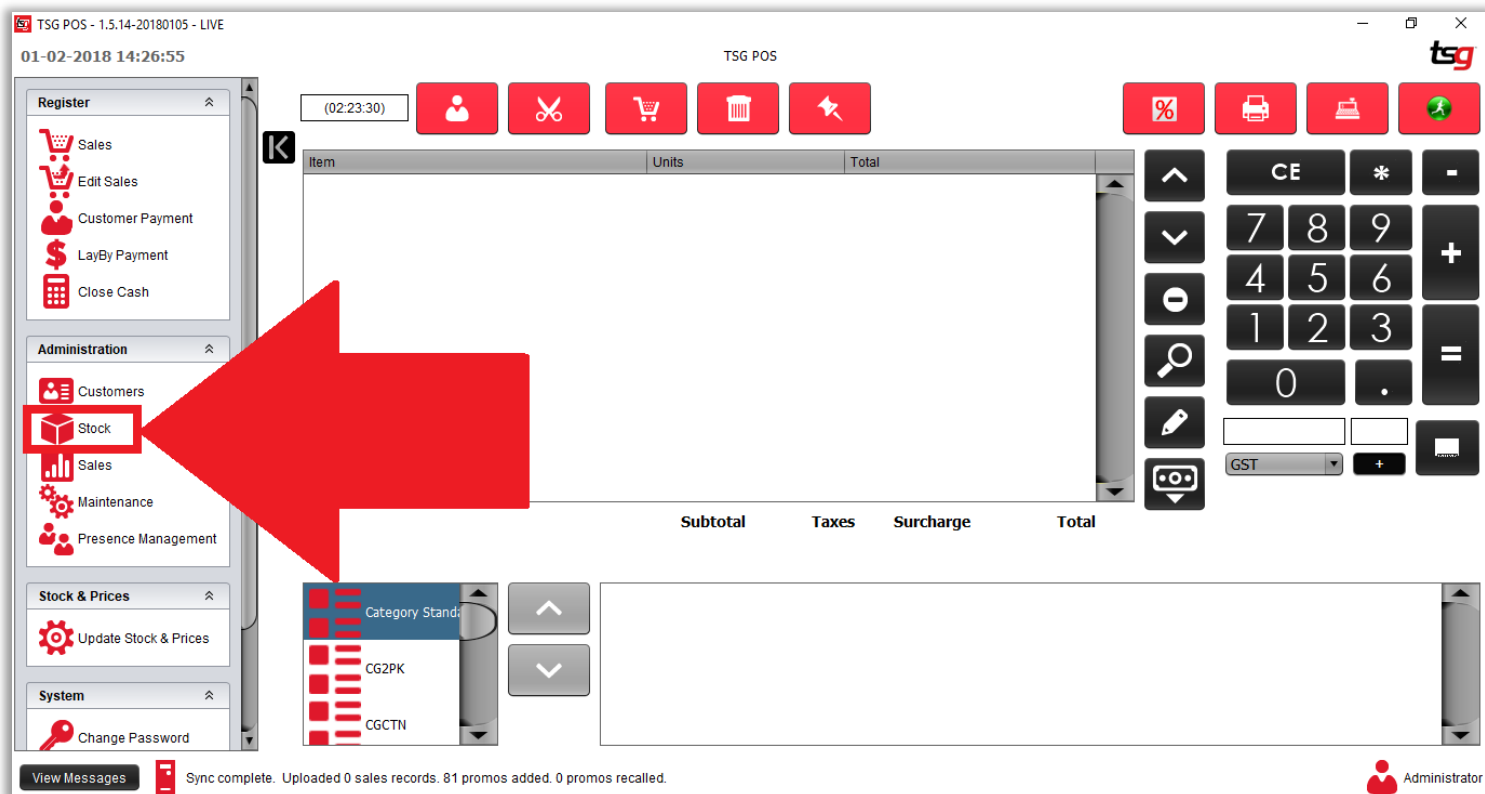 TSG POS - 1.5.14-20180105 - LIVE
01-02-2018 14:26:55
TSG POS
tsg
Register
Sales
Edit Sales
Customer Payment
LayBy Payment
Close Cash
Administration
Customers
Stock
Sales
Maintenance
Presence Management
Stock & Prices
Update Stock & Prices
System
Change Password
(02:23:30)
%
Item Units Total
CE * -
7 8 9 +
4 5 6
1 2 3 =
0 .
GST +
Subtotal Taxes Surcharge Total
Category Standa
CG2PK
CGCTN
View Messages
Sync complete. Uploaded 0 sales records. 81 promos added. 0 promos recalled.
Administrator